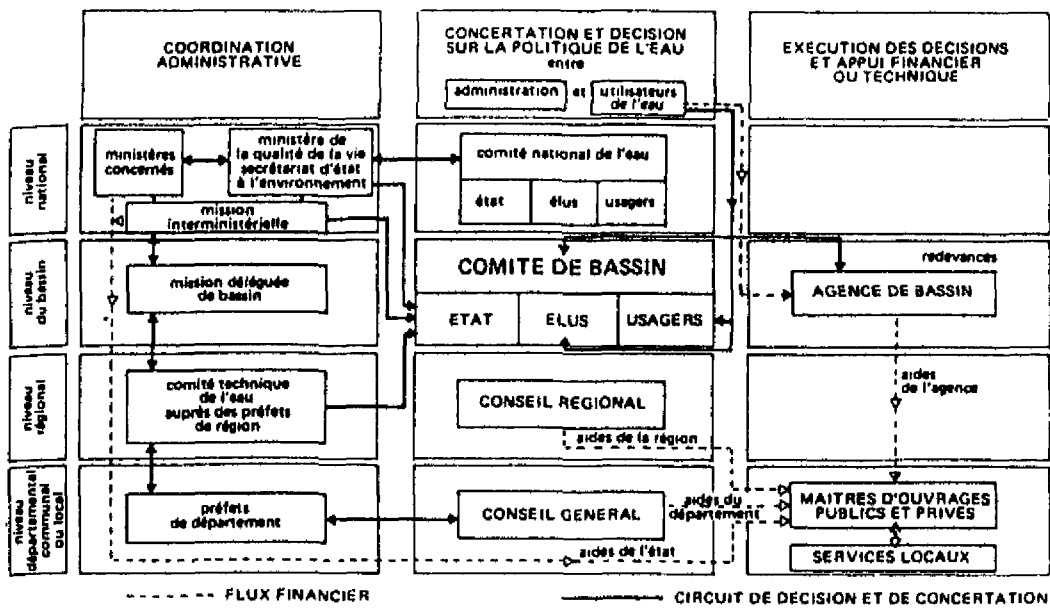 COORDINATION
ADMINISTRATIVE
CONCERTATION ET DECISION
SUR LA POLITIQUE DE L'EAU
entre
administration et utilisateurs
de l'eau
EXECUTION DES DECISIONS
ET APPUI FINANCIER
OU TECHNIQUE
niveau
national
ministères
concernés
ministère de
la qualité de la vie
secrétariat d'état
à l'environnement
mission
interministérielle
comité national de l'eau
état
élus
usagers
niveau
du bassin
mission déléguée
de bassin
COMITE DE BASSIN
ETAT
ELUS
USAGERS
redevances
AGENCE DE BASSIN
niveau
régional
comité technique
de l'eau
auprès des préfets
de région
CONSEIL REGIONAL
aides de la région
aides
de l'agence
niveau
départemental
communal
ou local
préfets
de département
CONSEIL GENERAL
aides du
département
aides de l'état
MAITRES D'OUVRAGES
PUBLICS ET PRIVES
SERVICES LOCAUX
FLUX FINANCIER
CIRCUIT DE DECISION ET DE CONCERTATION